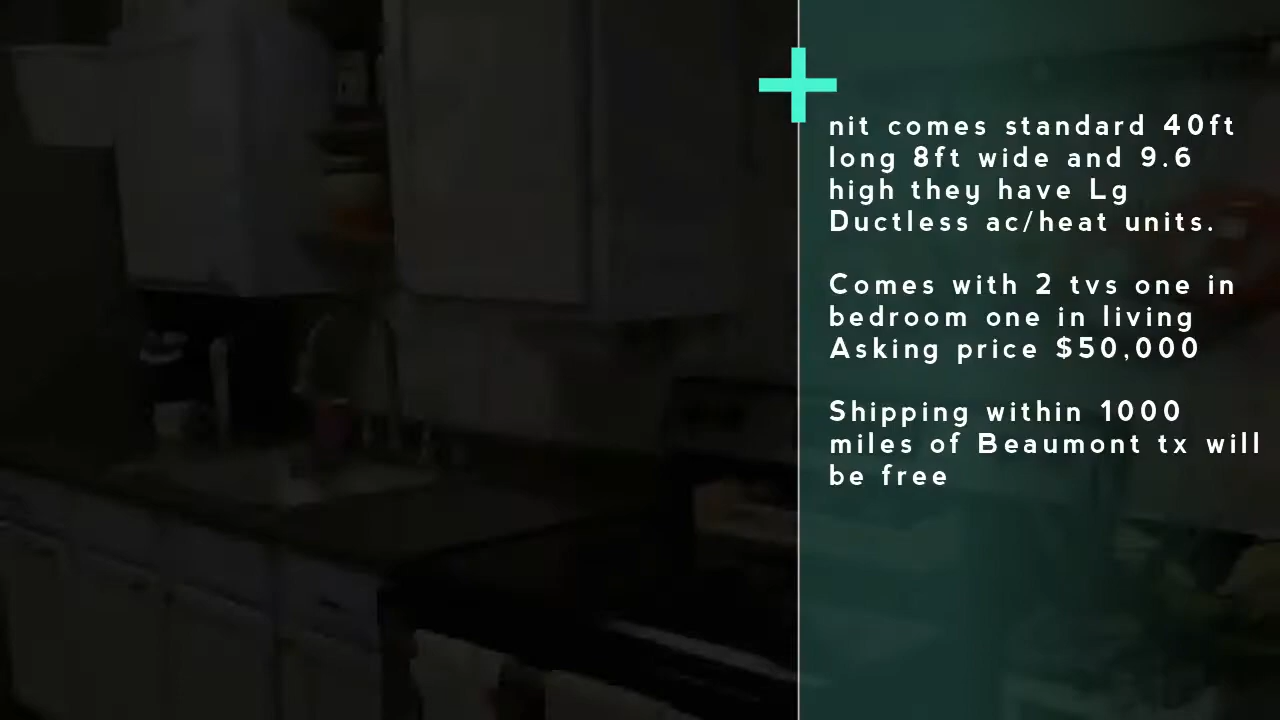 nit comes standard 40ft
long 8ft wide and 9.6
high they have Lg
Ductless ac/heat units.
Comes with 2 tvs one in
bedroom one in living
Asking price $50,000
Shipping within 1000
miles of Beaumont tx will
be free